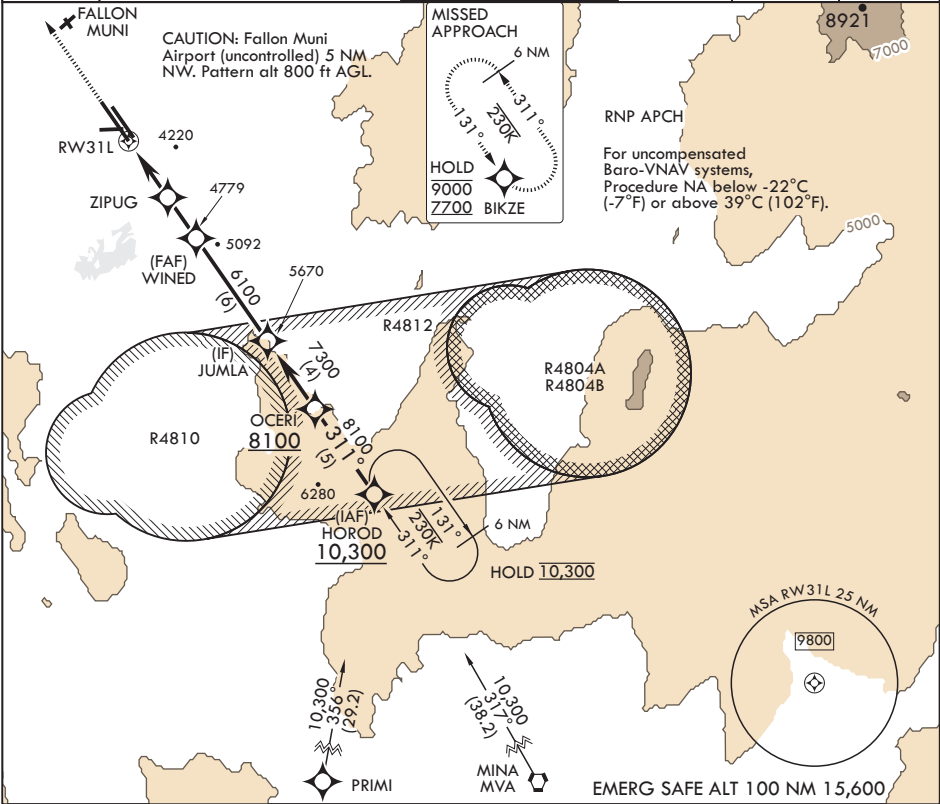 FALLON
MUNI
CAUTION: Fallon Muni
Airport (uncontrolled) 5 NM
NW. Pattern alt 800 ft AGL.
MISSED
APPROACH
6 NM
311°
230K
131°
HOLD
9000
7700
BIKZE
8921
7000
RNP APCH
For uncompensated
Baro-VNAV systems,
Procedure NA below -22°C
(-7°F) or above 39°C (102°F).
5000
RW31L
4220
ZIPUG
4779
5092
(FAF)
WINED
6100
(6)
5670
R4812
(IF)
JUMLA
7300
(4)
R4804A
R4804B
OCERI
8100
R4810
8100
311°
(5)
6280
(IAF)
HOROD
10,300
131°
230K
311°
6 NM
HOLD 10,300
MSA RW31L 25 NM
9800
10,300
356°
(29.2)
10,300
317°
(38.2)
PRIMI
MINA
MVA
EMERG SAFE ALT 100 NM 15,600